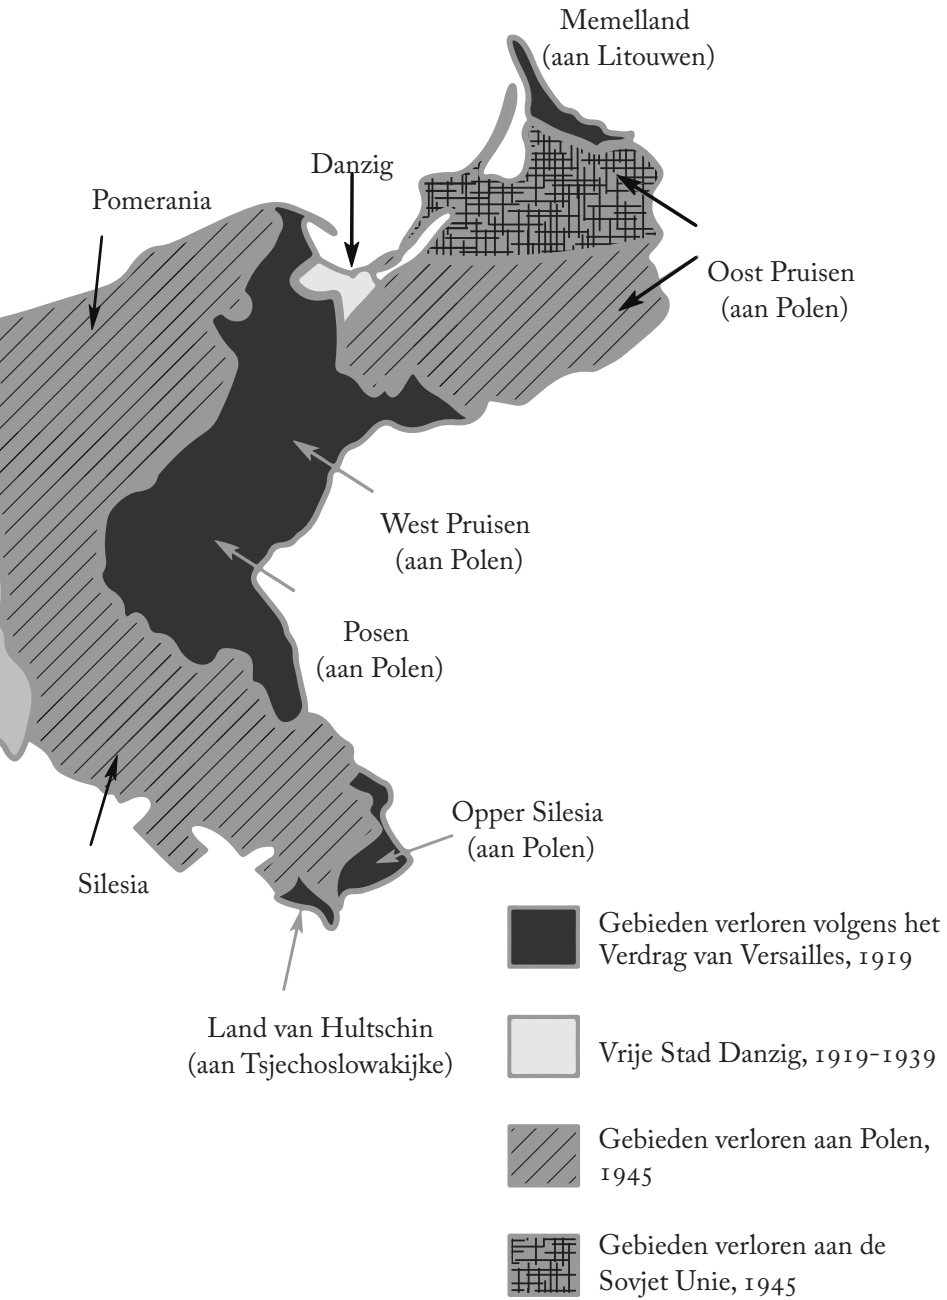 Memelland
(aan Litouwen)
Danzig
Pomerania
Oost Pruisen
(aan Polen)
West Pruisen
(aan Polen)
Posen
(aan Polen)
Opper Silesia
(aan Polen)
Silesia
Gebieden verloren volgens het
Verdrag van Versailles, 1919
Land van Hultschin
(aan Tsjechoslowakijke)
Vrije Stad Danzig, 1919-1939
Gebieden verloren aan Polen,
1945
Gebieden verloren aan de
Sovjet Unie, 1945